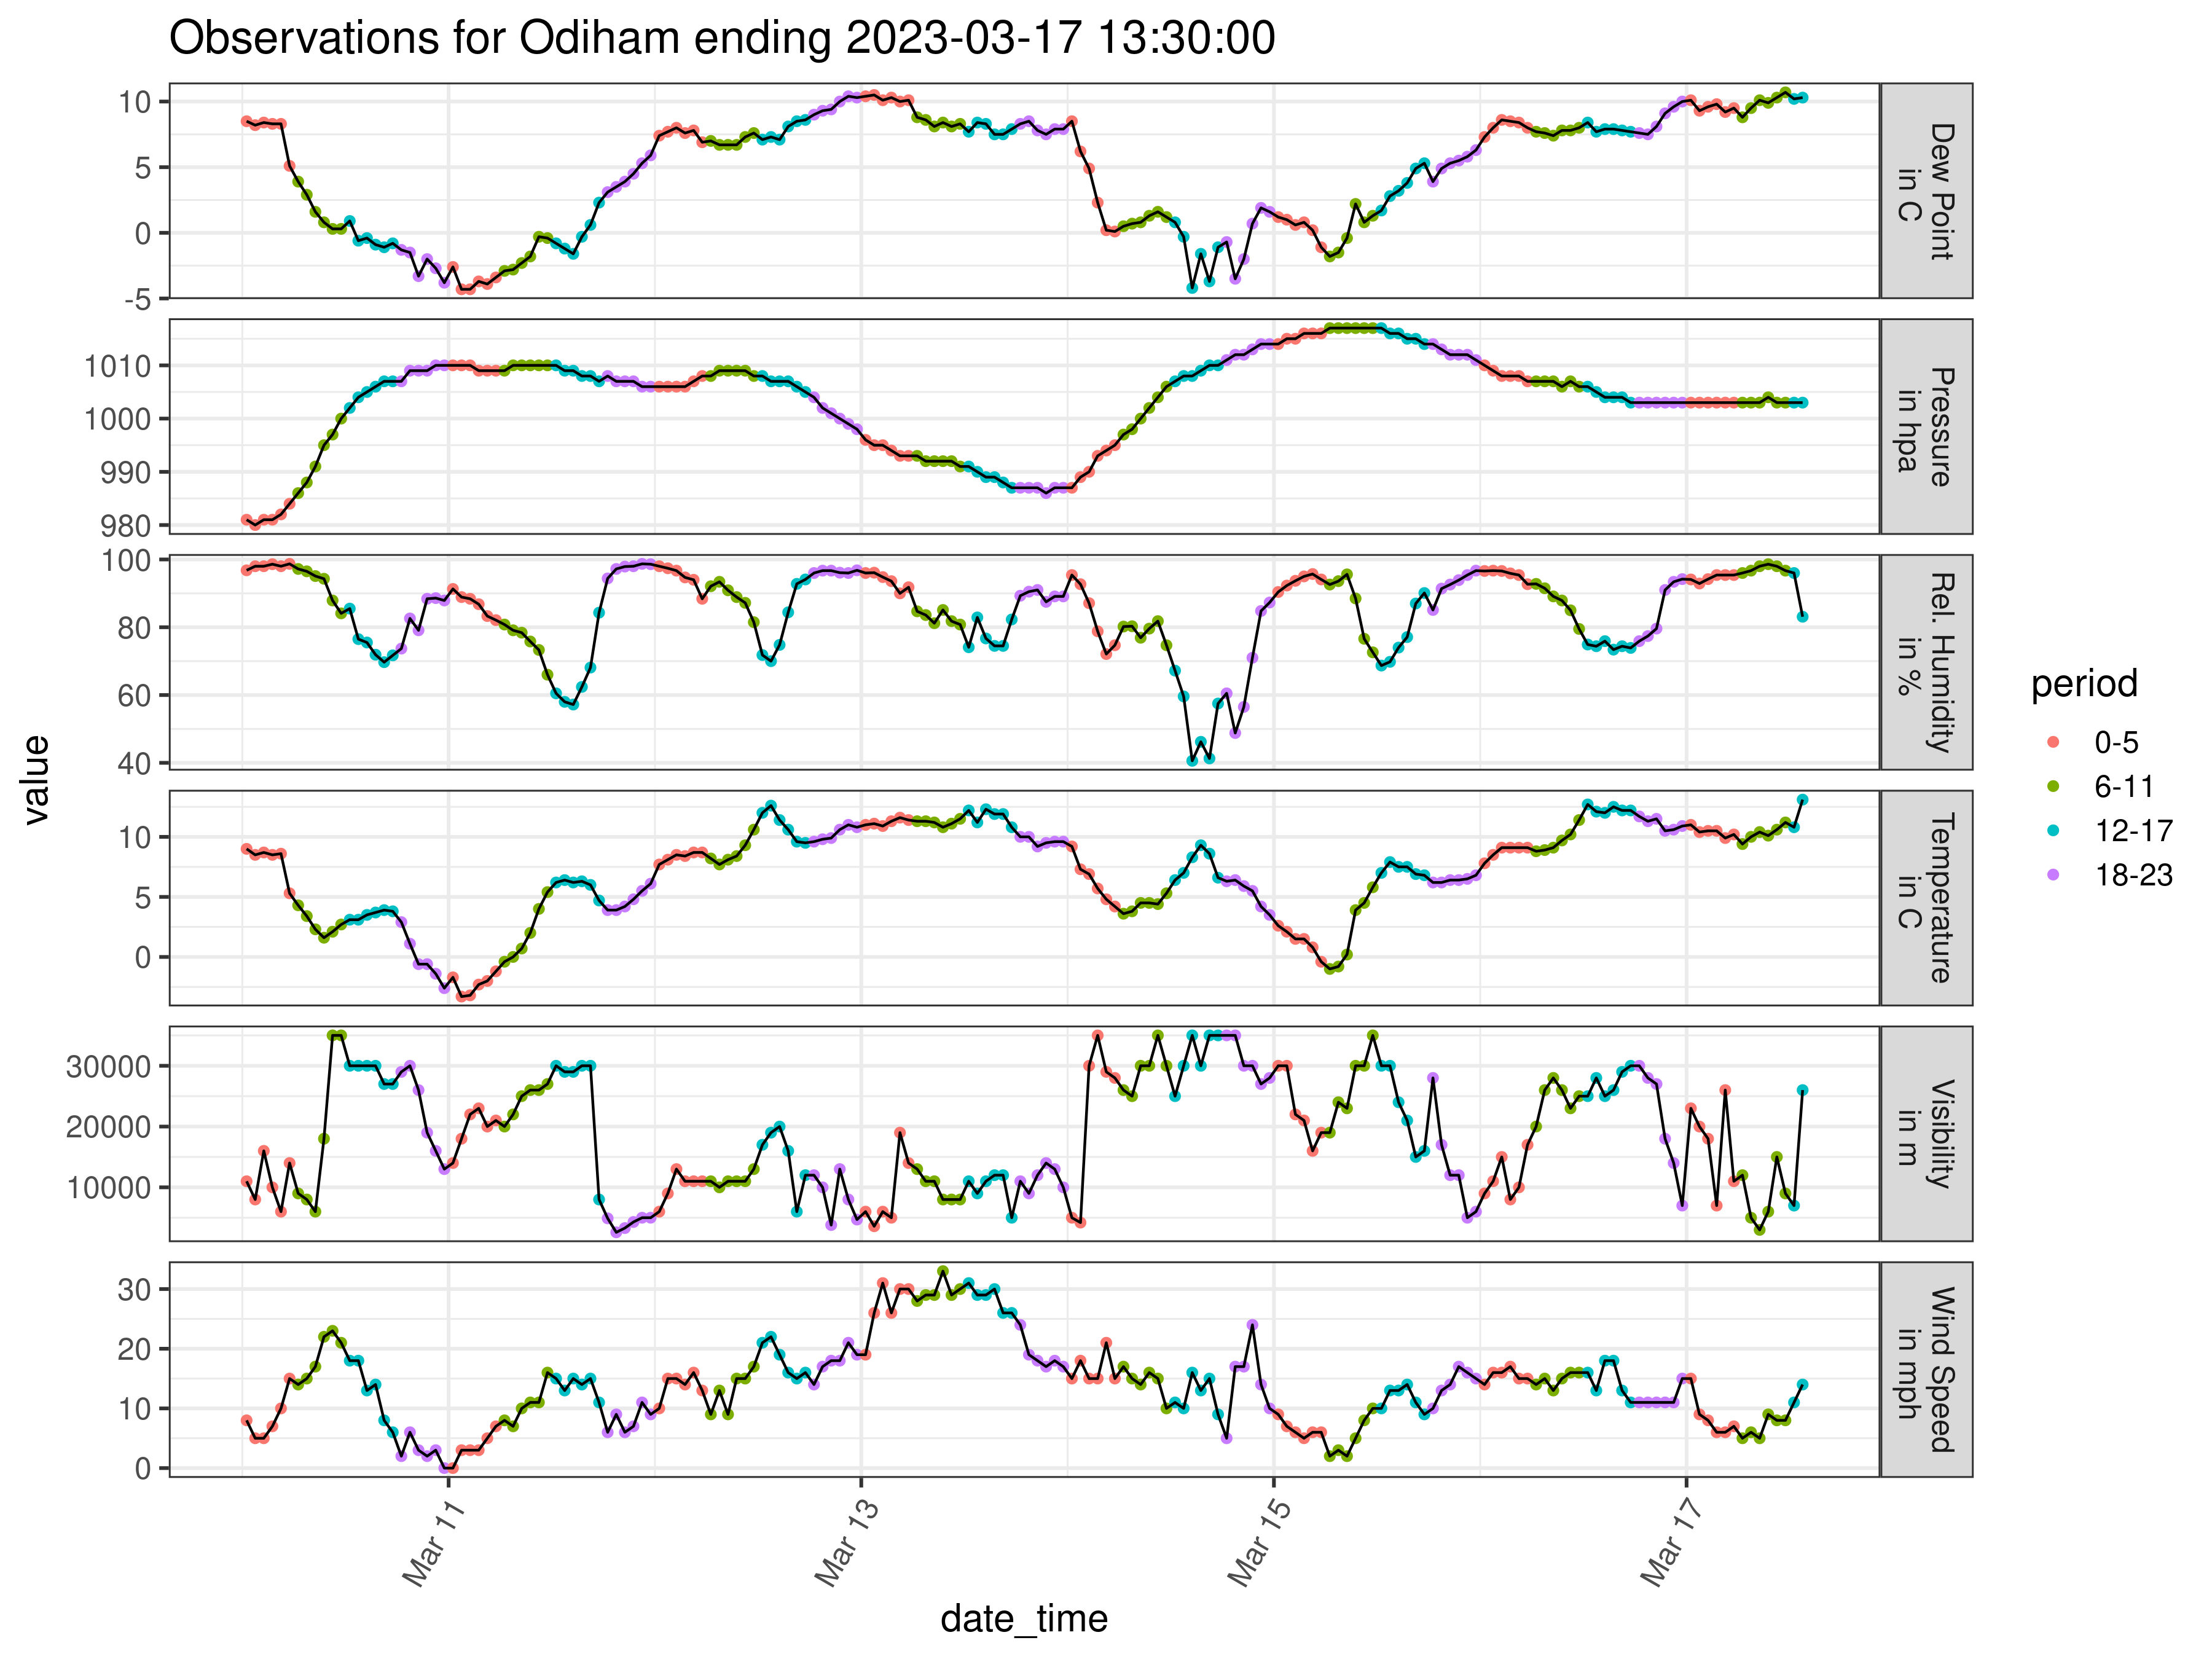 Observations for Odiham ending 2023-03-17 13:30:00
value
10
5
0
-5
Dew Point
in C
1010
1000
990
980
Pressure
in hpa
100
80
60
40
Rel. Humidity
in %
10
5
0
Temperature
in C
30000
20000
10000
Visibility
in m
30
20
10
0
Wind Speed
in mph
Mar 11
Mar 13
Mar 15
Mar 17
date_time
period
0-5
6-11
12-17
18-23